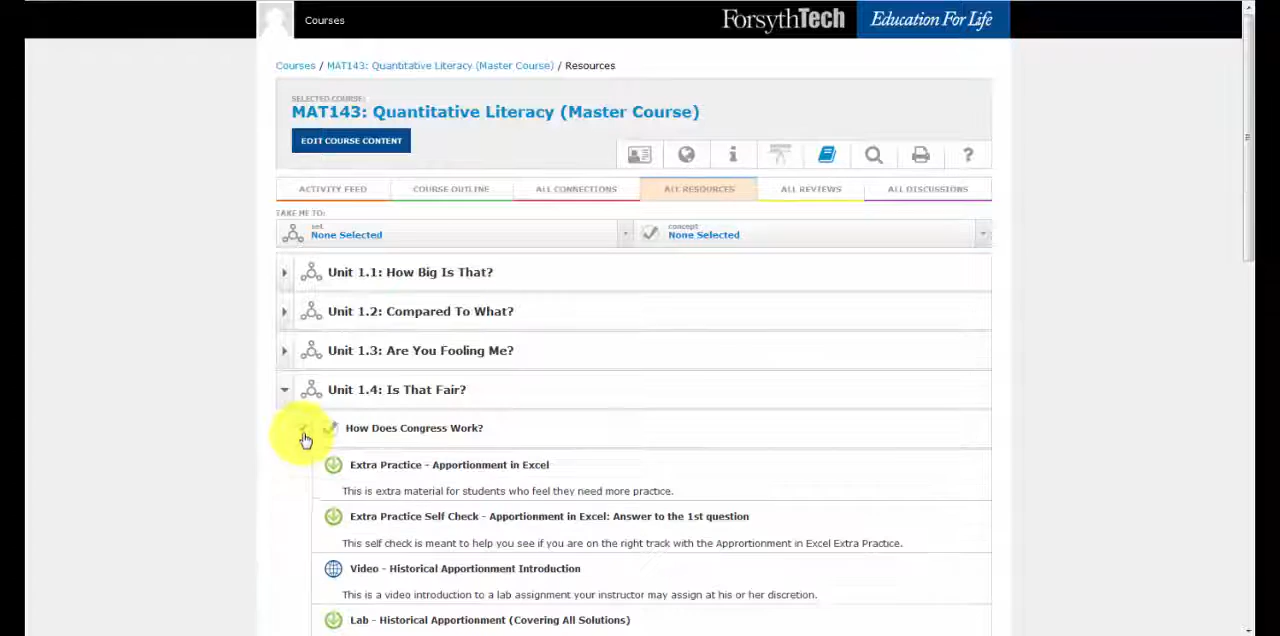 Courses
ForsythTech Education For Life
Courses / MAT143: Quantitative Literacy (Master Course) / Resources
SELECTED COURSE:
MAT143: Quantitative Literacy (Master Course)
EDIT COURSE CONTENT
ACTIVITY FEED COURSE OUTLINE ALL CONNECTIONS ALL RESOURCES ALL REVIEWS ALL DISCUSSIONS
TAKE ME TO:
set concept
None Selected None Selected
Unit 1.1: How Big Is That?
Unit 1.2: Compared To What?
Unit 1.3: Are You Fooling Me?
Unit 1.4: Is That Fair?
How Does Congress Work?
Extra Practice - Apportionment in Excel
This is extra material for students who feel they need more practice.
Extra Practice Self Check - Apportionment in Excel: Answer to the 1st question
This self check is meant to help you see if you are on the right track with the Approrionment in Excel Extra Practice.
Video - Historical Apportionment Introduction
This is a video introduction to a lab assignment your instructor may assign at his or her discretion.
Lab - Historical Apportionment (Covering All Solutions)